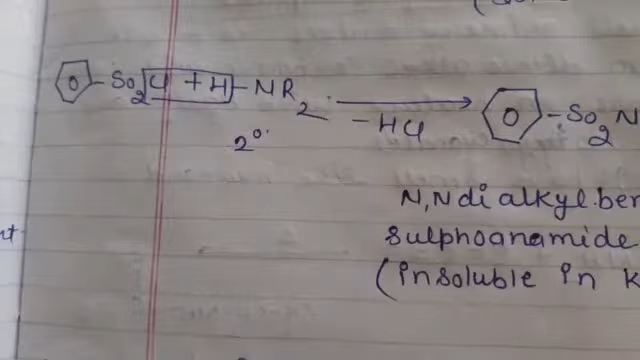 SO2Cl + H-NR2 → -SO2N
-HCl
2°
N,N dialkyl.ben
sulphoanamide
(insoluble in K